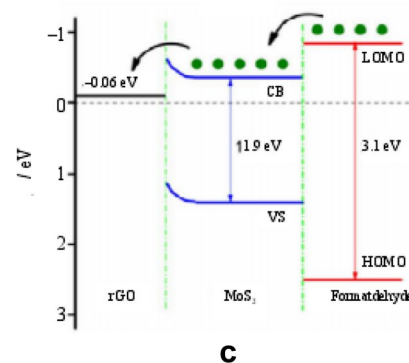 −1
LOMO
−0.06 eV
CB
0
¶1.9 eV
3.1 eV
/ eV
1
VS
2
HOMO
rGO
MoS₂
Formatdehyde
3
c